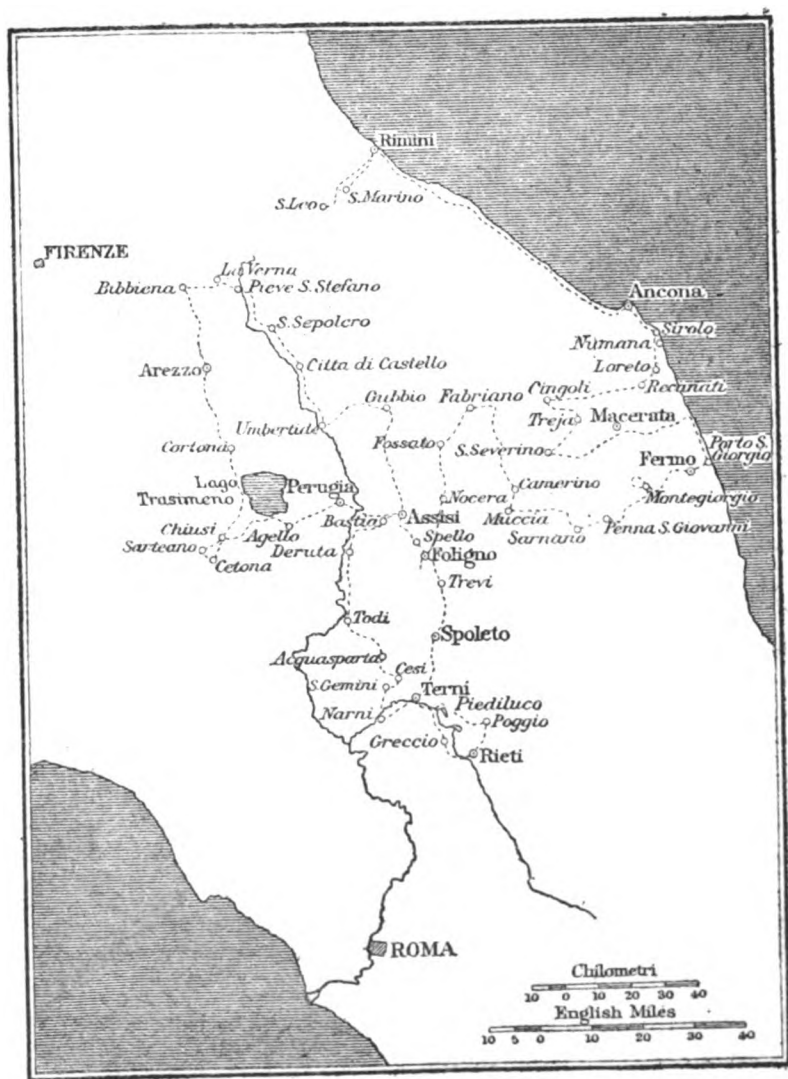 Rimini
S. Marino
S. Leo
FIRENZE
La Verna
Bibbiena
Pieve S. Stefano
Ancona
S. Sepolcro
Sirolo
Numana
Arezzo
Citta di Castello
Loreto
Cingoli
Recanati
Gubbio
Fabriano
Treja
Macerata
Umbertide
Fossato
S. Severino
Porto S.
Giorgio
Cortona
Fermo
Lago
Trasimeno
Perugia
Camerino
Montegiorgio
Nocera
Bastia
Assisi
Muccia
Chiusi
Agello
Sarnano
Penna S. Giovanni
Sarteano
Deruta
Spello
Foligno
Cetona
Trevi
Todi
Spoleto
Acquasparta
Cesi
S. Gemini
Terni
Piediluco
Narni
Poggio
Greccio
Rieti
ROMA
Chilometri
10 0 10 20 30 40
English Miles
10 5 0 10 20 30 40